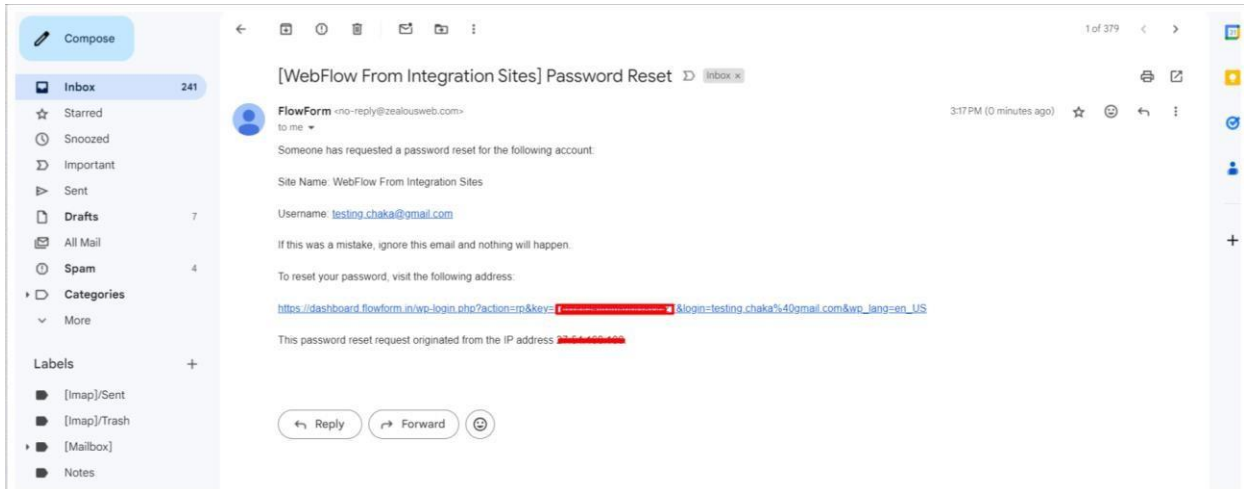 Compose
1 of 379
Inbox 241
Starred
Snoozed
Important
Sent
Drafts 7
All Mail
Spam 4
Categories
More
Labels +
[Imap]/Sent
[Imap]/Trash
[Mailbox]
Notes
[WebFlow From Integration Sites] Password Reset Inbox x
FlowForm <no-reply@zealousweb.com> 3:17 PM (0 minutes ago)
to me
Someone has requested a password reset for the following account:
Site Name: WebFlow From Integration Sites
Username: testing.chaka@gmail.com
If this was a mistake, ignore this email and nothing will happen.
To reset your password, visit the following address:
https://dashboard.flowform.in/wp-login.php?action=rp&key= &login=testing.chaka%40gmail.com&wp_lang=en_US
This password reset request originated from the IP address
Reply Forward